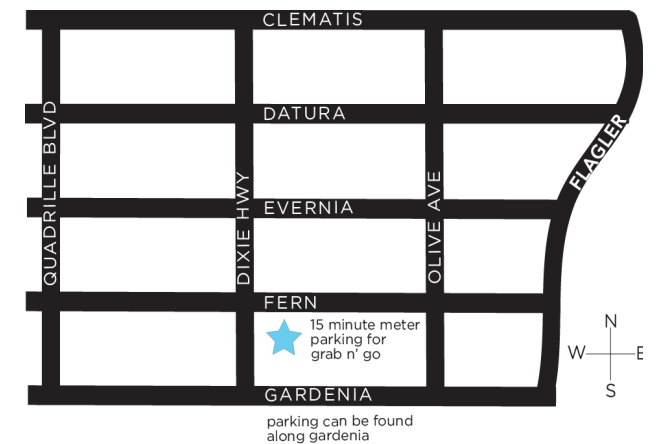 CLEMATIS
DATURA
QUADRILLE BLVD
DIXIE HWY
OLIVE AVE
FLAGLER
EVERNIA
FERN
15 minute meter
parking for
grab n' go
N
W
E
S
GARDENIA
parking can be found
along gardenia